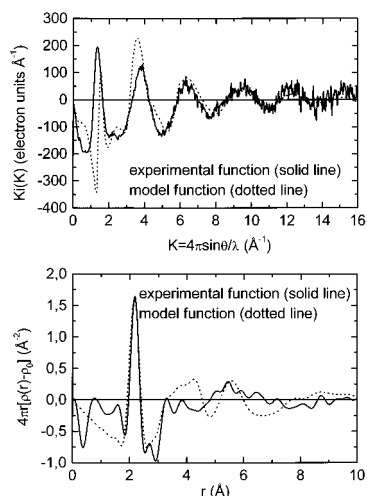 Ki(K) (electron units Å⁻¹)
300
200
100
0
-100
-200
-300
-400
experimental function (solid line)
model function (dotted line)
0 2 4 6 8 10 12 14 16
K=4πsinθ/λ (Å⁻¹)
4πr[ρ(r)-ρ₀] (Å⁻²)
2,0
1,5
1,0
0,5
0,0
-0,5
-1,0
experimental function (solid line)
model function (dotted line)
0 2 4 6 8 10
r (Å)